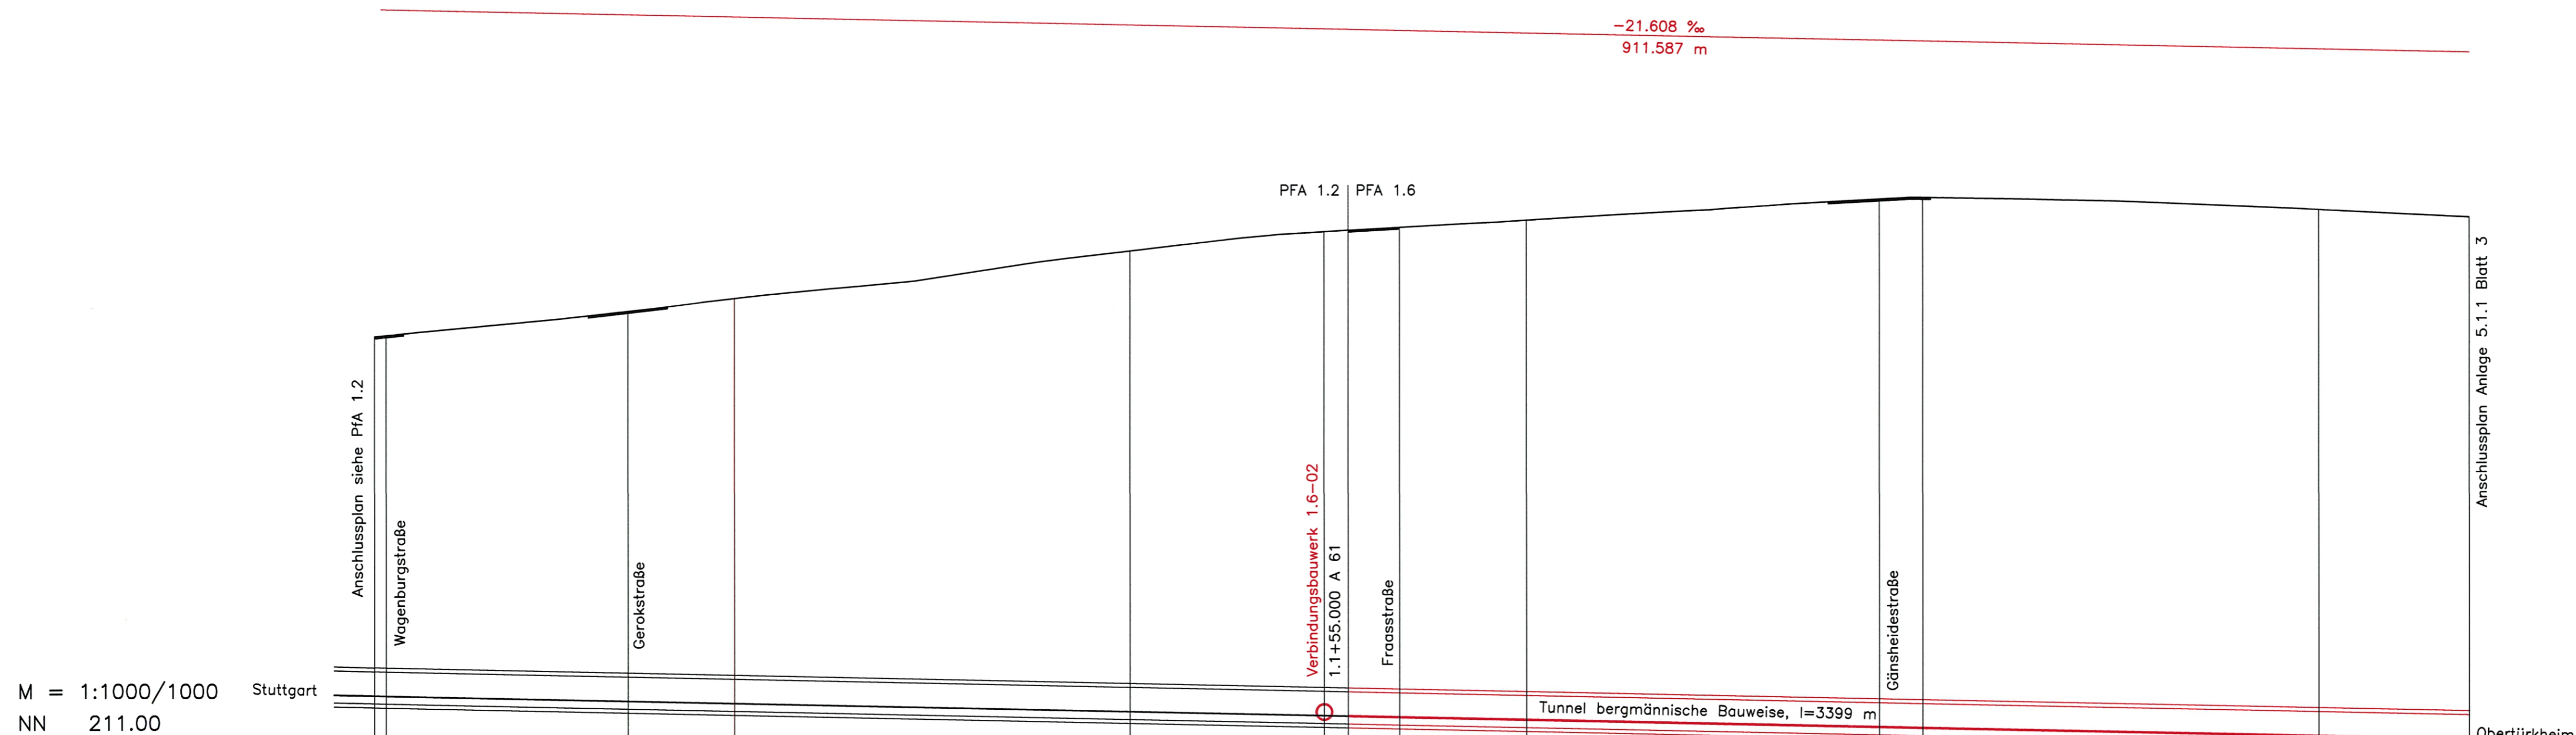 -21.608 ‰
911.587 m
PFA 1.2 | PFA 1.6
Anschlussplan siehe PfA 1.2
Wagenburgstraße
Gerokstraße
Verbindungsbauwerk 1.6-02
1.1+55.000 A 61
Fraasstraße
Gänsheidestraße
Anschlussplan Anlage 5.1.1 Blatt 3
M = 1:1000/1000
Stuttgart
NN 211.00
Tunnel bergmännische Bauweise, l=3399 m
Obertürkheim